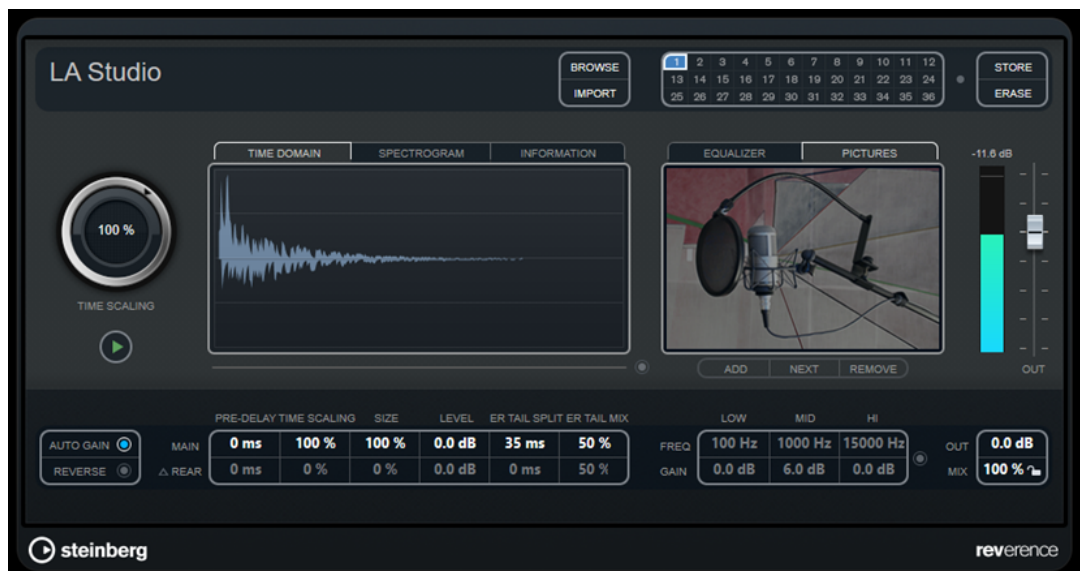 LA Studio
BROWSE
IMPORT
1 2 3 4 5 6 7 8 9 10 11 12
13 14 15 16 17 18 19 20 21 22 23 24
25 26 27 28 29 30 31 32 33 34 35 36
STORE
ERASE
TIME DOMAIN SPECTROGRAM INFORMATION
EQUALIZER PICTURES
-11.6 dB
100 %
TIME SCALING
ADD NEXT REMOVE
OUT
PRE-DELAY TIME SCALING SIZE LEVEL ER TAIL SPLIT ER TAIL MIX
LOW MID HI
AUTO GAIN MAIN 0 ms 100 % 100 % 0.0 dB 35 ms 50 % FREQ 100 Hz 1000 Hz 15000 Hz OUT 0.0 dB
REVERSE △ REAR 0 ms 0 % 0 % 0.0 dB 0 ms 50 % GAIN 0.0 dB 6.0 dB 0.0 dB MIX 100 %
steinberg
reverence